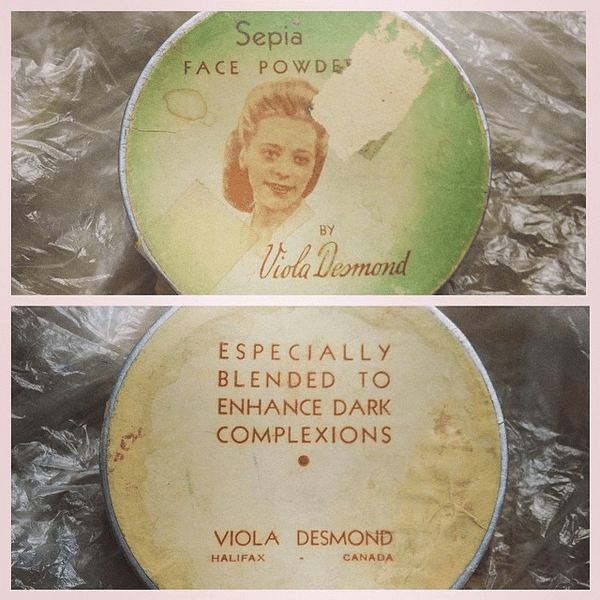 Sepia
FACE POWDE
BY
Viola Desmond
ESPECIALLY
BLENDED TO
ENHANCE DARK
COMPLEXIONS
VIOLA DESMOND
HALIFAX - CANADA